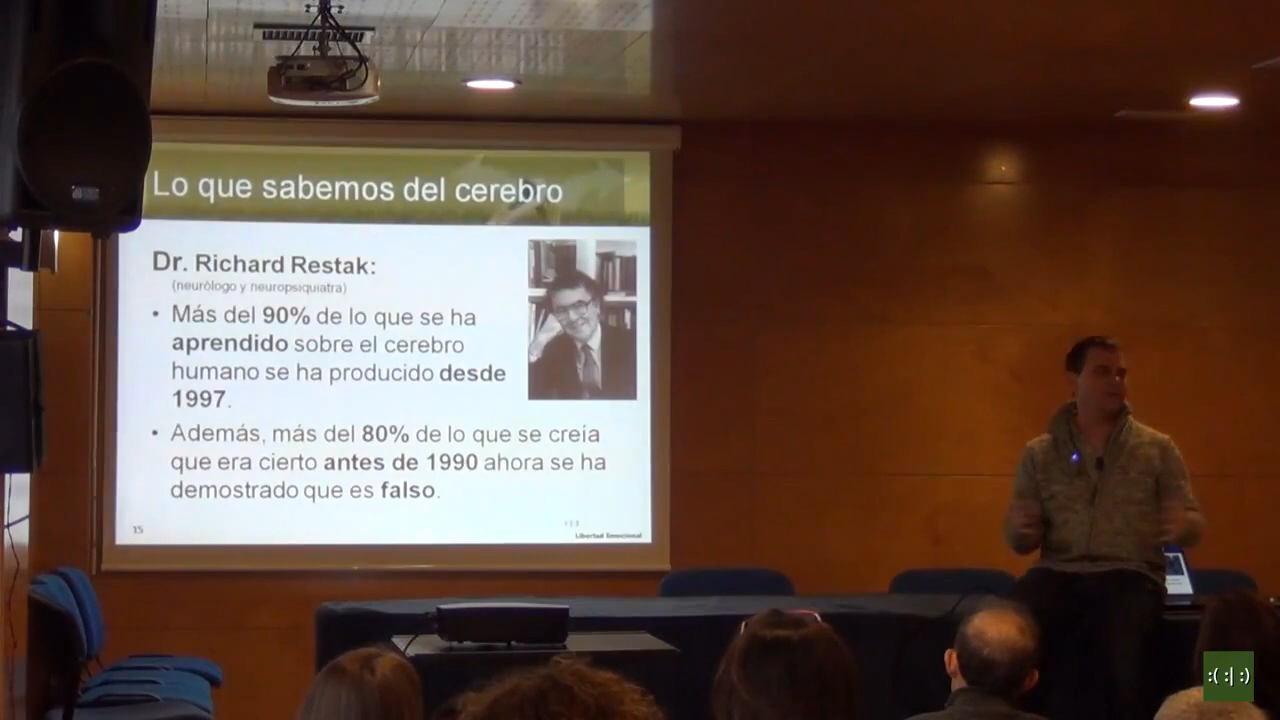 Lo que sabemos del cerebro
Dr. Richard Restak:
(neurólogo y neuropsiquiatra)
• Más del 90% de lo que se ha
aprendido sobre el cerebro
humano se ha producido desde
1997.
• Además, más del 80% de lo que se creía
que era cierto antes de 1990 ahora se ha
demostrado que es falso.
15
Libertad Emocional
:( :| :)